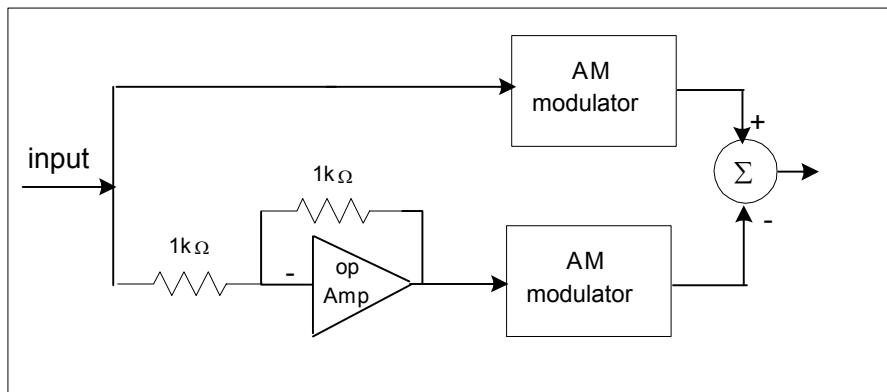 AM
modulator
+
input
Σ
1kΩ
-
1kΩ
-
op
Amp
AM
modulator